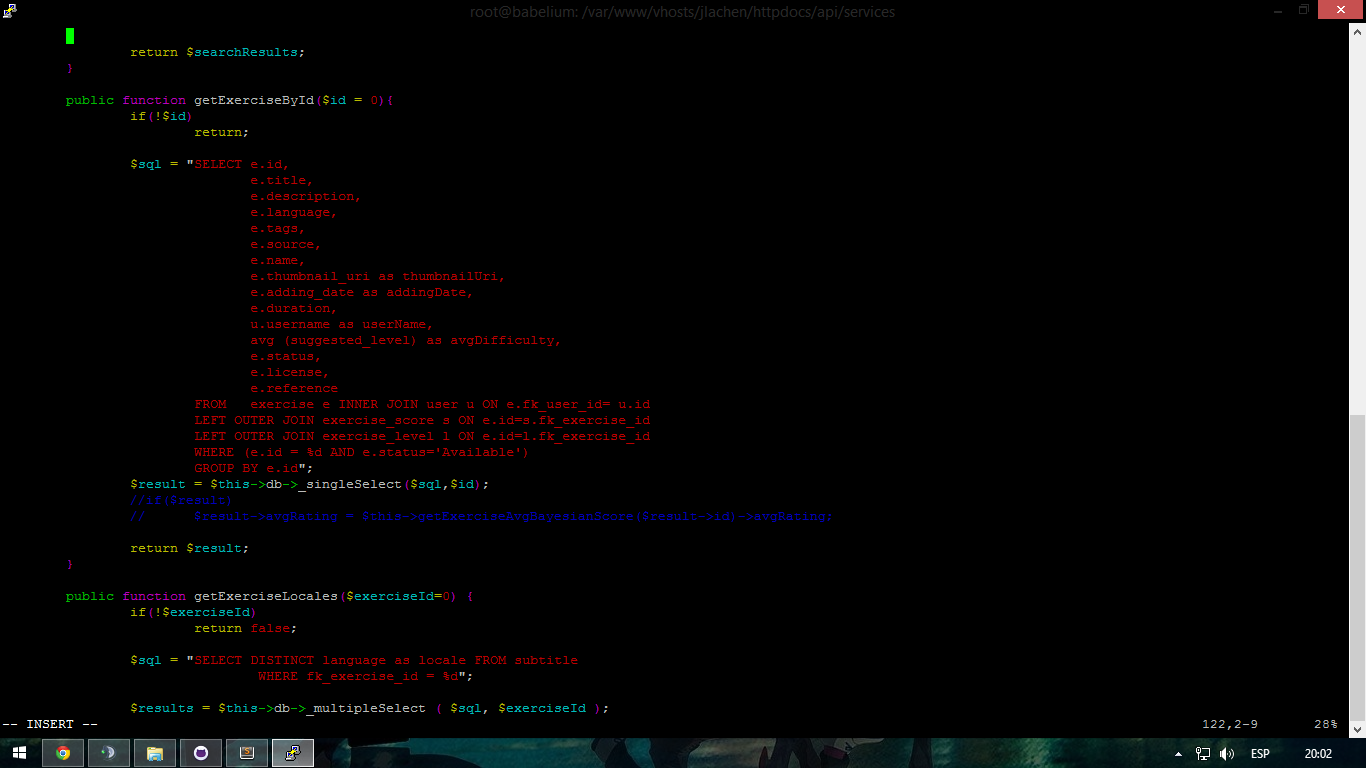 root@babelium: /var/www/vhosts/jlachen/httpdocs/api/services
return $searchResults;
}
public function getExerciseById($id = 0){
if(!$id)
return;
$sql = "SELECT e.id,
e.title,
e.description,
e.language,
e.tags,
e.source,
e.name,
e.thumbnail_uri as thumbnailUri,
e.adding_date as addingDate,
e.duration,
u.username as userName,
avg (suggested_level) as avgDifficulty,
e.status,
e.license,
e.reference
FROM   exercise e INNER JOIN user u ON e.fk_user_id= u.id
LEFT OUTER JOIN exercise_score s ON e.id=s.fk_exercise_id
LEFT OUTER JOIN exercise_level l ON e.id=l.fk_exercise_id
WHERE (e.id = %d AND e.status='Available')
GROUP BY e.id";
$result = $this->db->_singleSelect($sql,$id);
//if($result)
//      $result->avgRating = $this->getExerciseAvgBayesianScore($result->id)->avgRating;
return $result;
}
public function getExerciseLocales($exerciseId=0) {
if(!$exerciseId)
return false;
$sql = "SELECT DISTINCT language as locale FROM subtitle
WHERE fk_exercise_id = %d";
$results = $this->db->_multipleSelect ( $sql, $exerciseId );
-- INSERT --                    122,2-9       28%
ESP 20:02